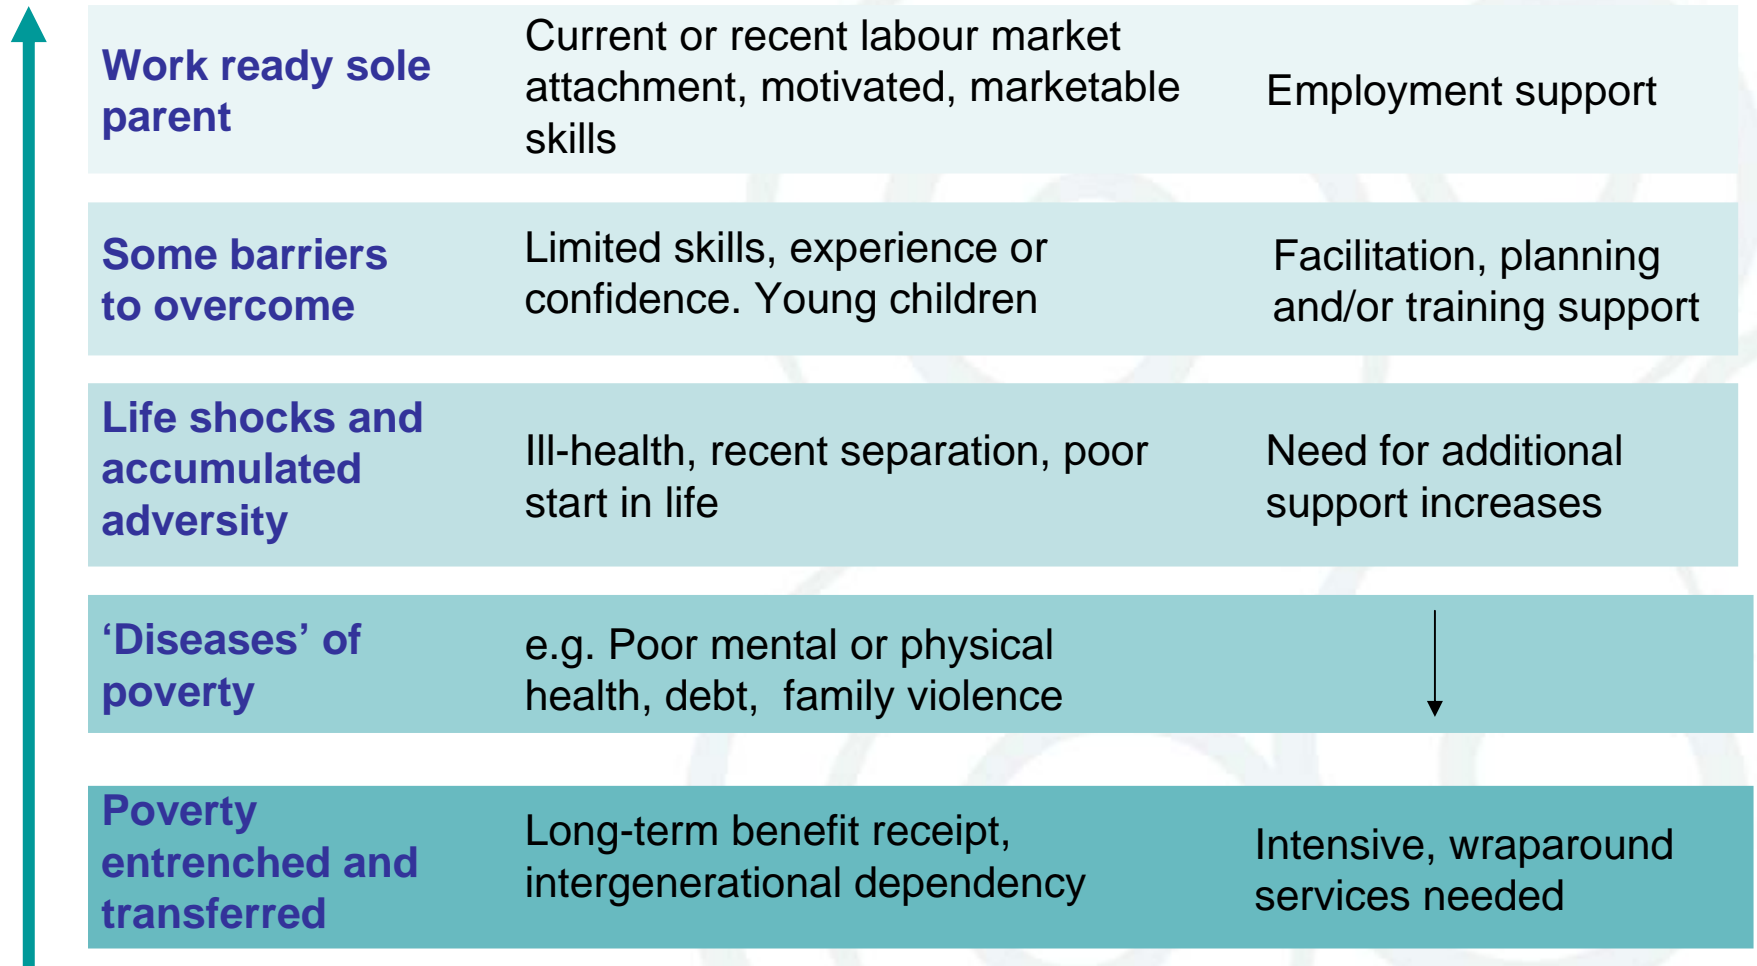 Work ready sole
parent
Current or recent labour market
attachment, motivated, marketable
skills
Employment support
Some barriers
to overcome
Limited skills, experience or
confidence. Young children
Facilitation, planning
and/or training support
Life shocks and
accumulated
adversity
Ill-health, recent separation, poor
start in life
Need for additional
support increases
‘Diseases’ of
poverty
e.g. Poor mental or physical
health, debt,  family violence
Poverty
entrenched and
transferred
Long-term benefit receipt,
intergenerational dependency
Intensive, wraparound
services needed